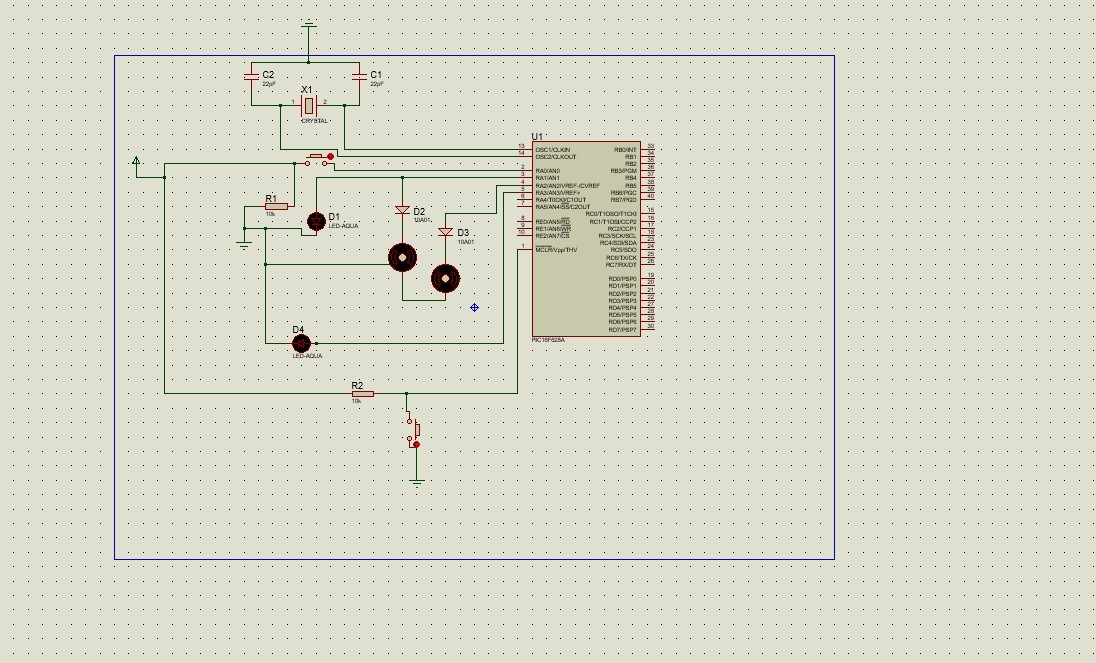 C2
22pF
C1
22pF
X1
1
2
CRYSTAL
U1
13
OSC1/CLKIN
14
OSC2/CLKOUT
2
RA0/AN0
3
RA1/AN1
4
RA2/AN2/VREF-/CVREF
5
RA3/AN3/VREF+
6
RA4/T0CKI/C1OUT
7
RA5/AN4/SS/C2OUT
8
RE0/AN5/RD
9
RE1/AN6/WR
10
RE2/AN7/CS
1
MCLR/Vpp/THV
RB0/INT
33
RB1
34
RB2
35
RB3/PGM
36
RB4
37
RB5
38
RB6/PGC
39
RB7/PGD
40
RC0/T1OSO/T1CKI
15
RC1/T1OSI/CCP2
16
RC2/CCP1
17
RC3/SCK/SCL
18
RC4/SDI/SDA
23
RC5/SDO
24
RC6/TX/CK
25
RC7/RX/DT
26
RD0/PSP0
19
RD1/PSP1
20
RD2/PSP2
21
RD3/PSP3
22
RD4/PSP4
27
RD5/PSP5
28
RD6/PSP6
29
RD7/PSP7
30
R1
10k
D1
LED-AQUA
D2
10A01
D3
10A01
D4
LED-AQUA
R2
10k